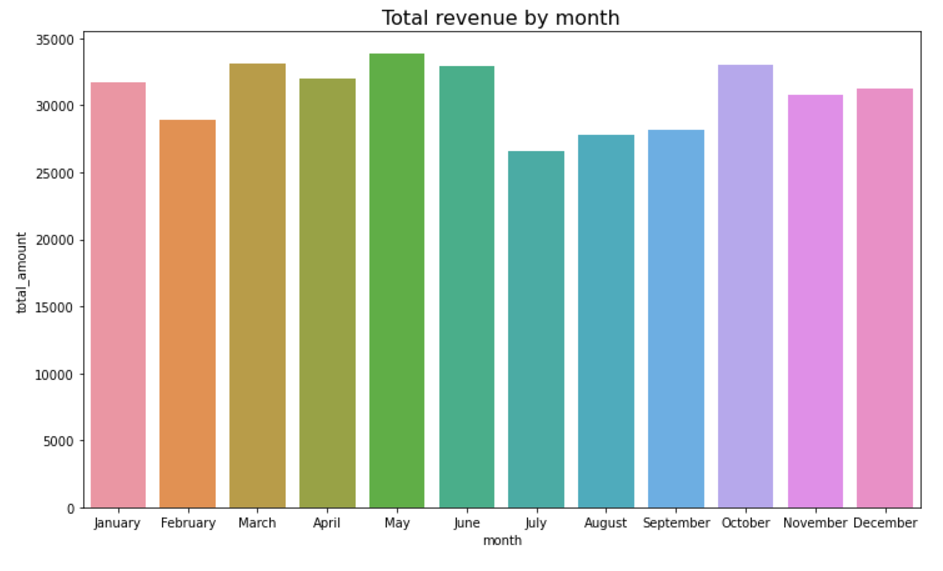 Total revenue by month
35000
30000
25000
20000
15000
10000
5000
0
total_amount
January February March April May June July August September October November December
month